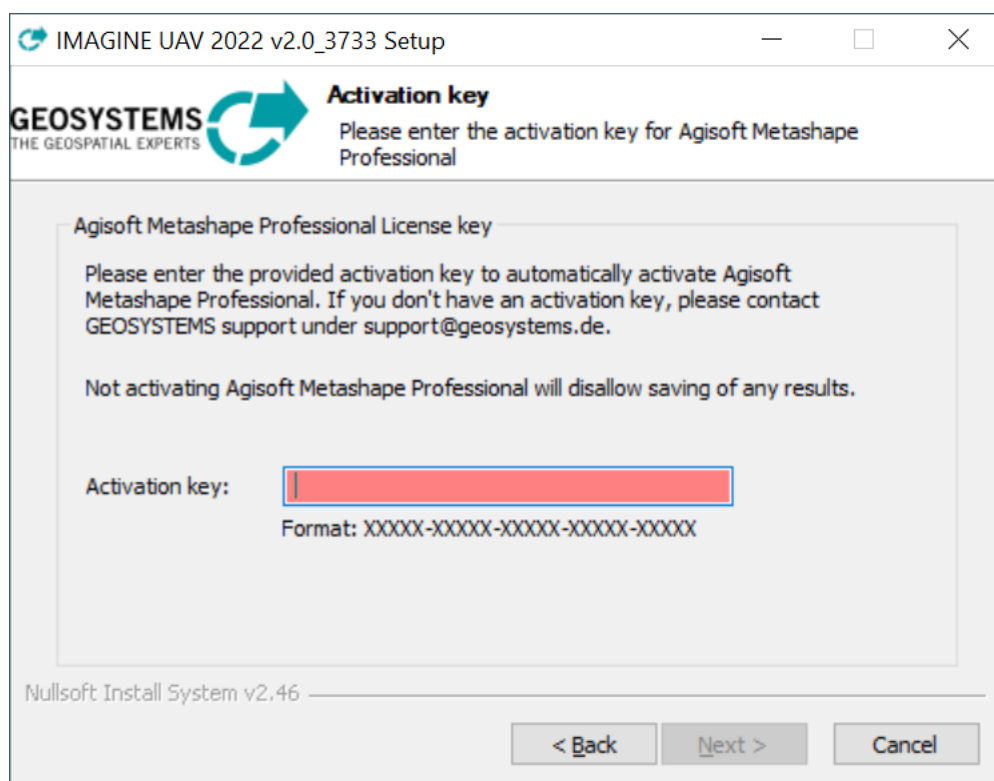 IMAGINE UAV 2022 v2.0_3733 Setup
GEOSYSTEMS
THE GEOSPATIAL EXPERTS
Activation key
Please enter the activation key for Agisoft Metashape
Professional
Agisoft Metashape Professional License key
Please enter the provided activation key to automatically activate Agisoft
Metashape Professional. If you don't have an activation key, please contact
GEOSYSTEMS support under support@geosystems.de.
Not activating Agisoft Metashape Professional will disallow saving of any results.
Activation key:
Format: XXXXX-XXXXX-XXXXX-XXXXX-XXXXX
Nullsoft Install System v2.46
< Back
Next >
Cancel